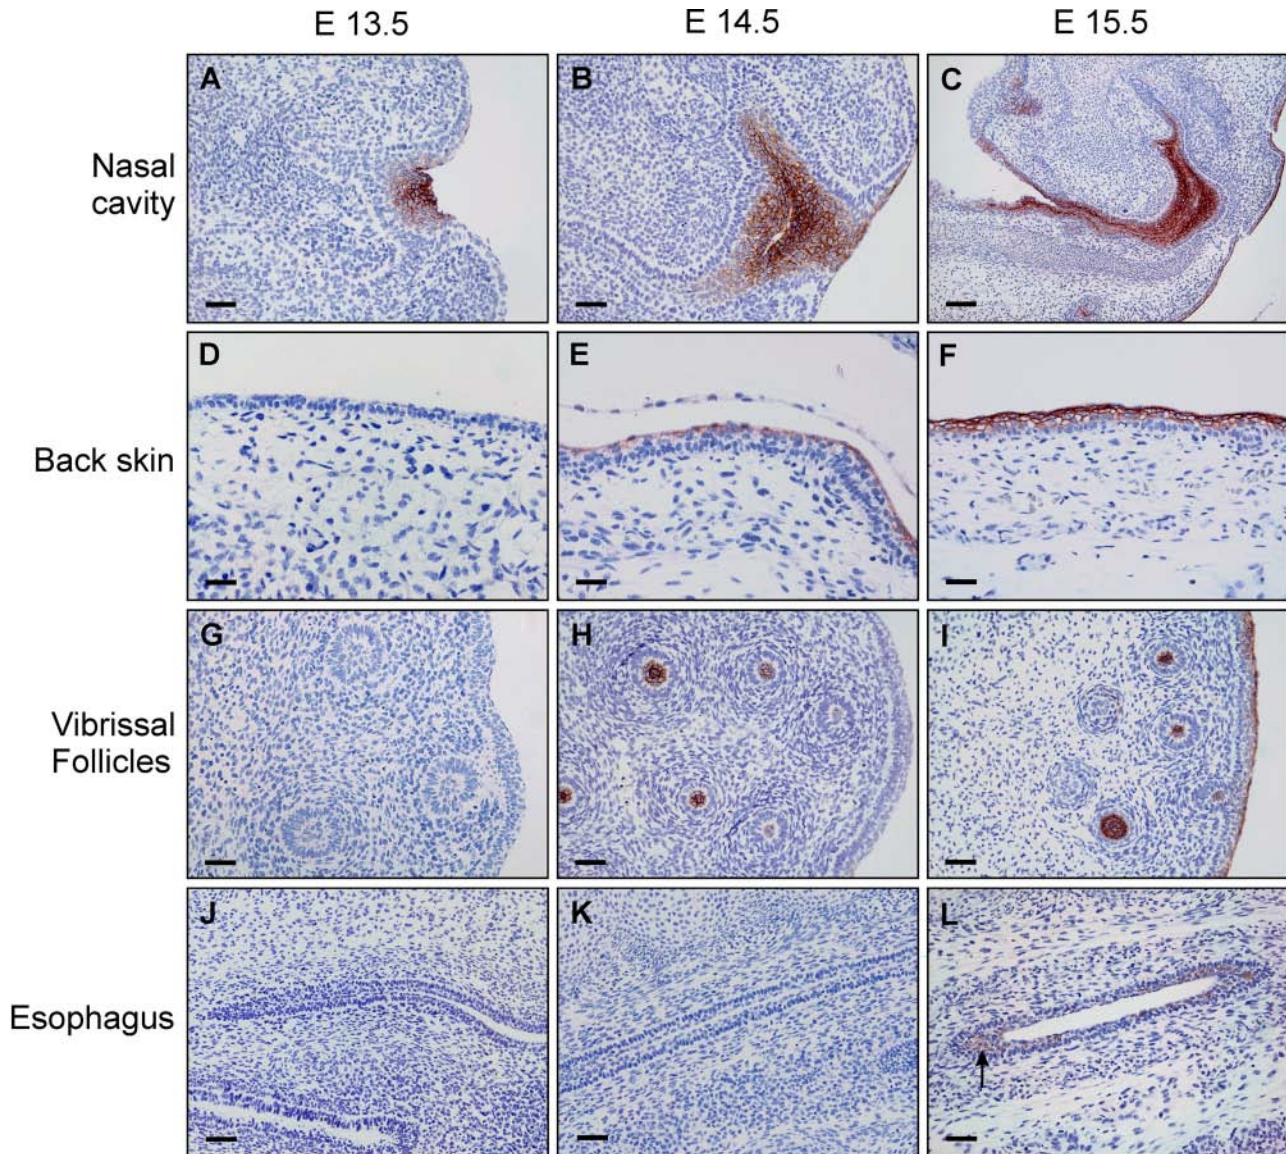 E 13.5 E 14.5 E 15.5
A B C
Nasal
cavity
D E F
Back skin
G H I
Vibrissal
Follicles
J K L
Esophagus